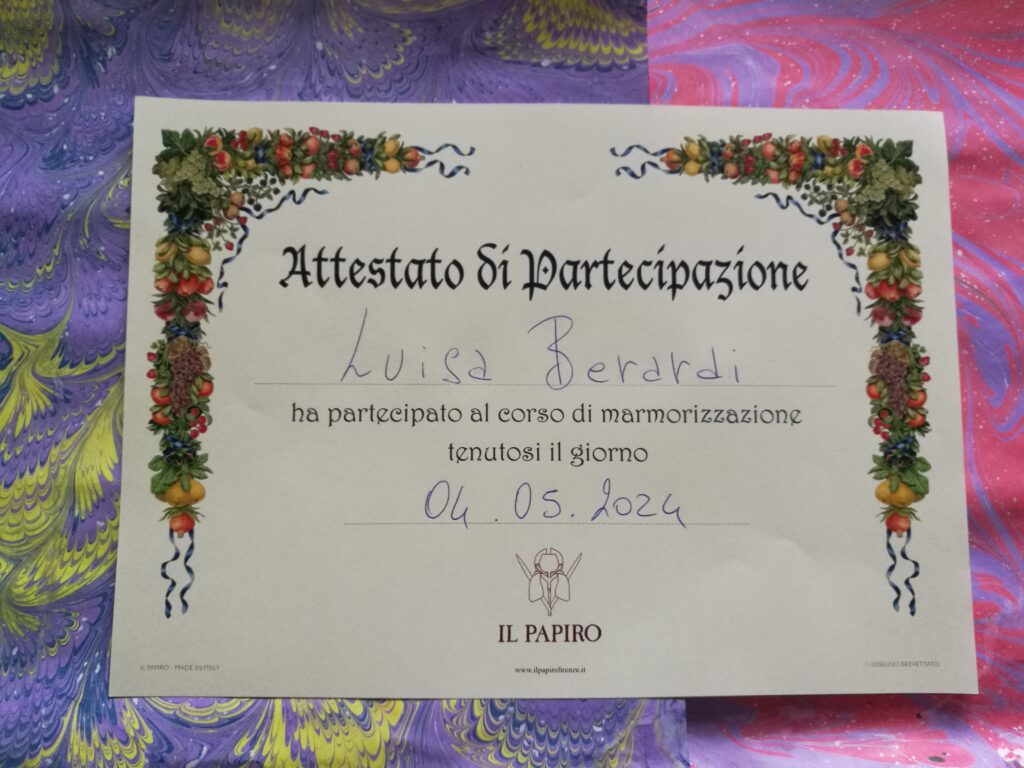 Attestato di Partecipazione
Luisa Berardi
ha partecipato al corso di marmorizzazione
tenutosi il giorno
04.05.2024
IL PAPIRO
IL PAPIRO - MADE IN ITALY
www.ilpapirofirenze.it
© DISEGNO BREVETTATO